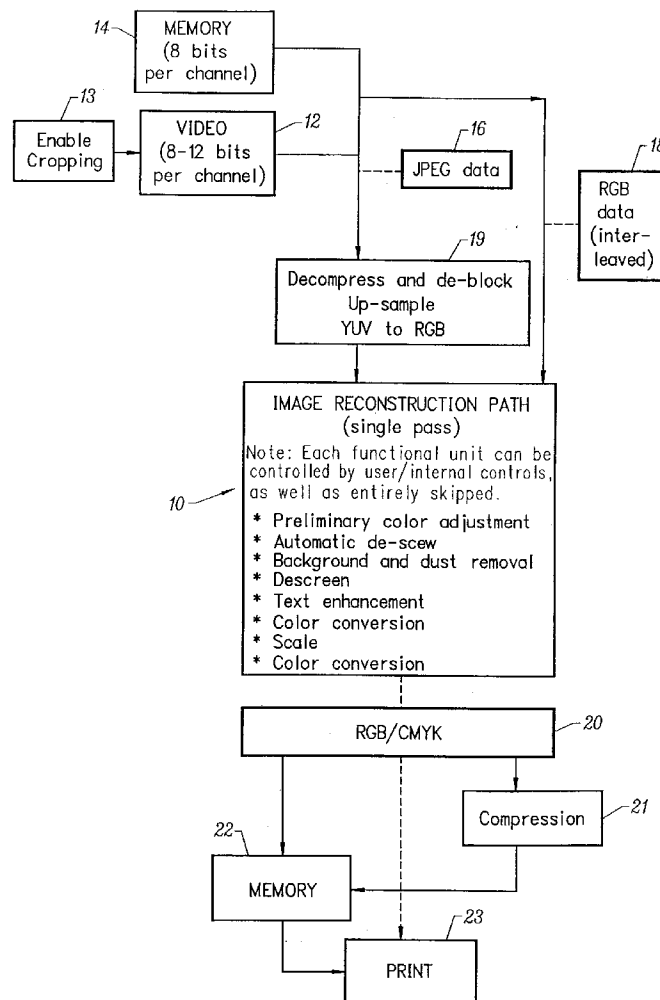 14
MEMORY
(8 bits
per channel)
13
Enable
Cropping
VIDEO
(8-12 bits
per channel)
12
16
JPEG data
18
RGB
data
(inter-
leaved)
19
Decompress and de-block
Up-sample
YUV to RGB
IMAGE RECONSTRUCTION PATH
(single pass)
Note: Each functional unit can be
controlled by user/internal controls,
as well as entirely skipped.
10
* Preliminary color adjustment
* Automatic de-scew
* Background and dust removal
* Descreen
* Text enhancement
* Color conversion
* Scale
* Color conversion
RGB/CMYK
20
Compression
21
22
MEMORY
23
PRINT